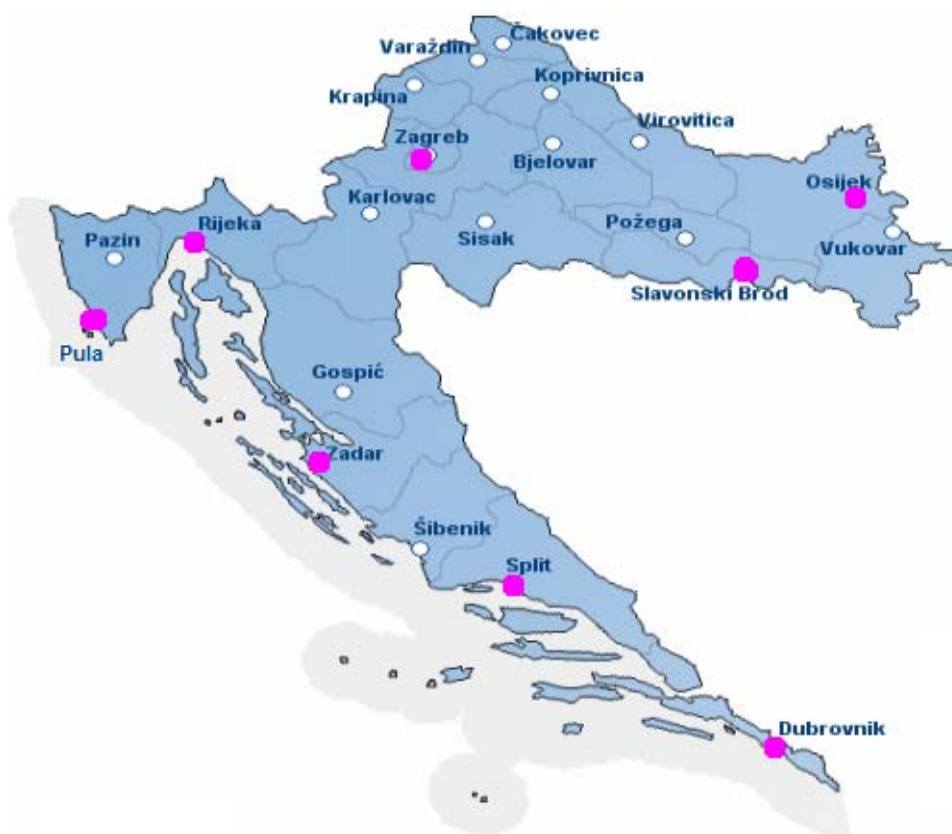 Čakovec
Varaždin
Koprivnica
Krapina
Virovitica
Zagreb
Bjelovar
Osijek
Karlovac
Rijeka
Požega
Sisak
Pazin
Vukovar
Slavonski Brod
Pula
Gospić
Zadar
Šibenik
Split
Dubrovnik